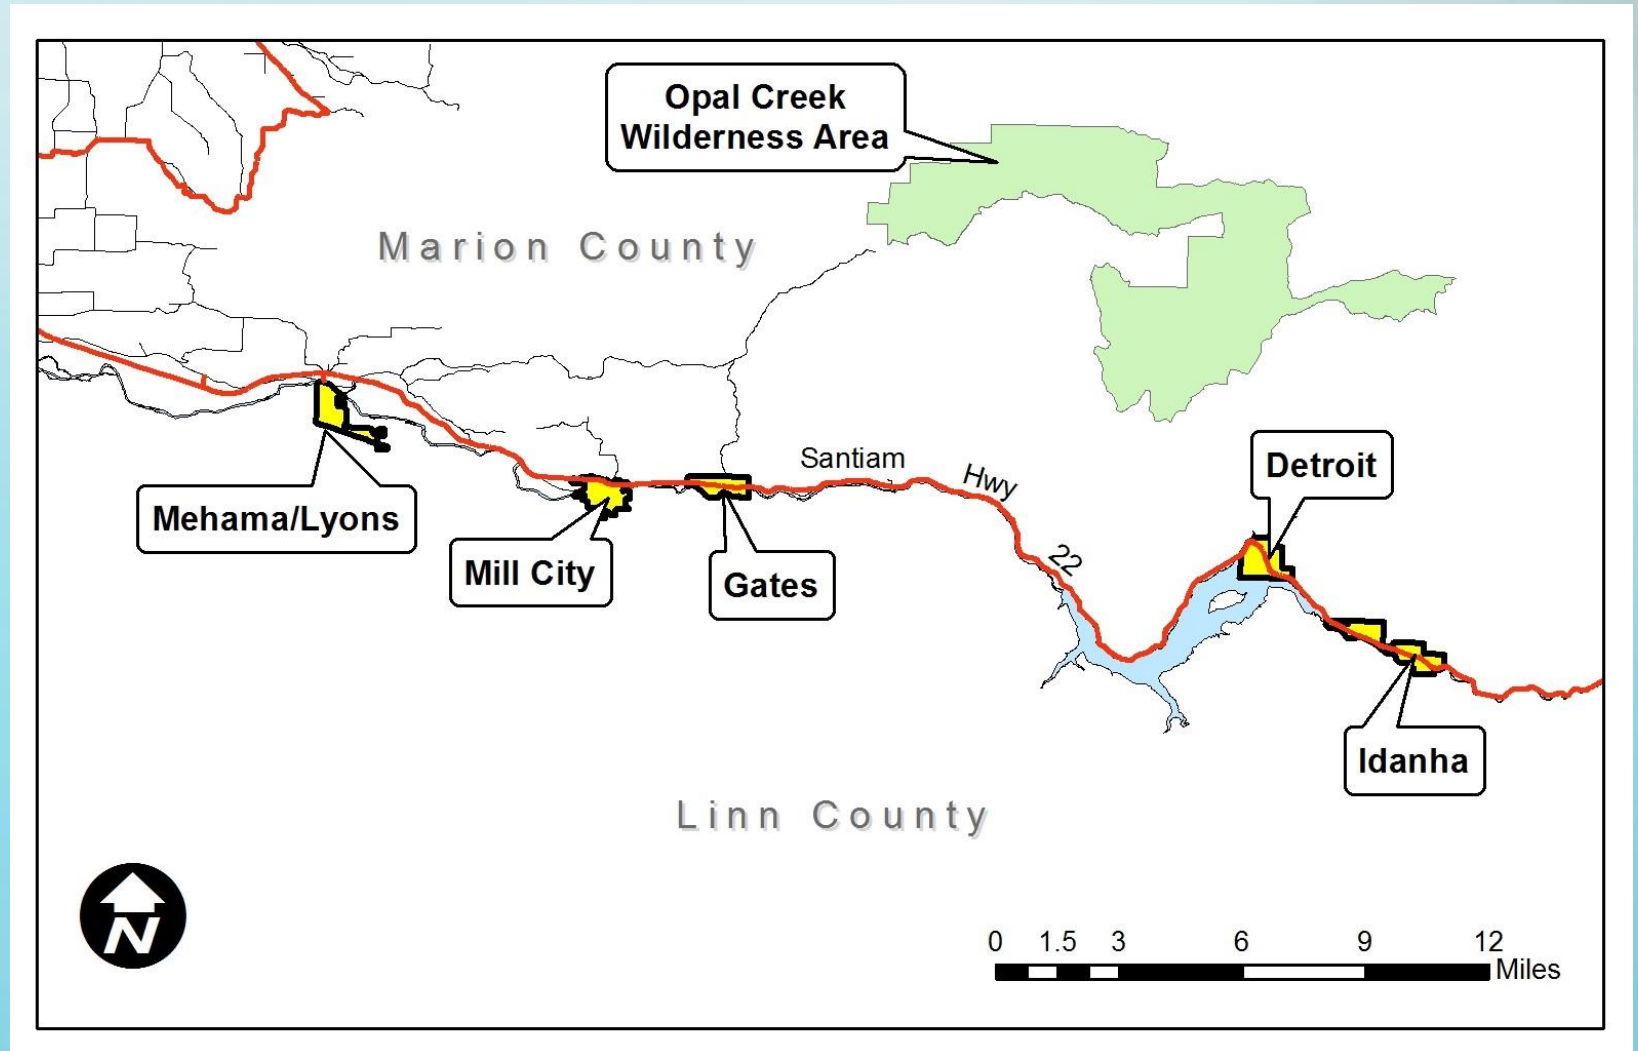 Opal Creek
Wilderness Area
Marion County
Santiam Hwy 22
Detroit
Mehama/Lyons
Mill City
Gates
Idanha
Linn County
N
0 1.5 3 6 9 12
Miles